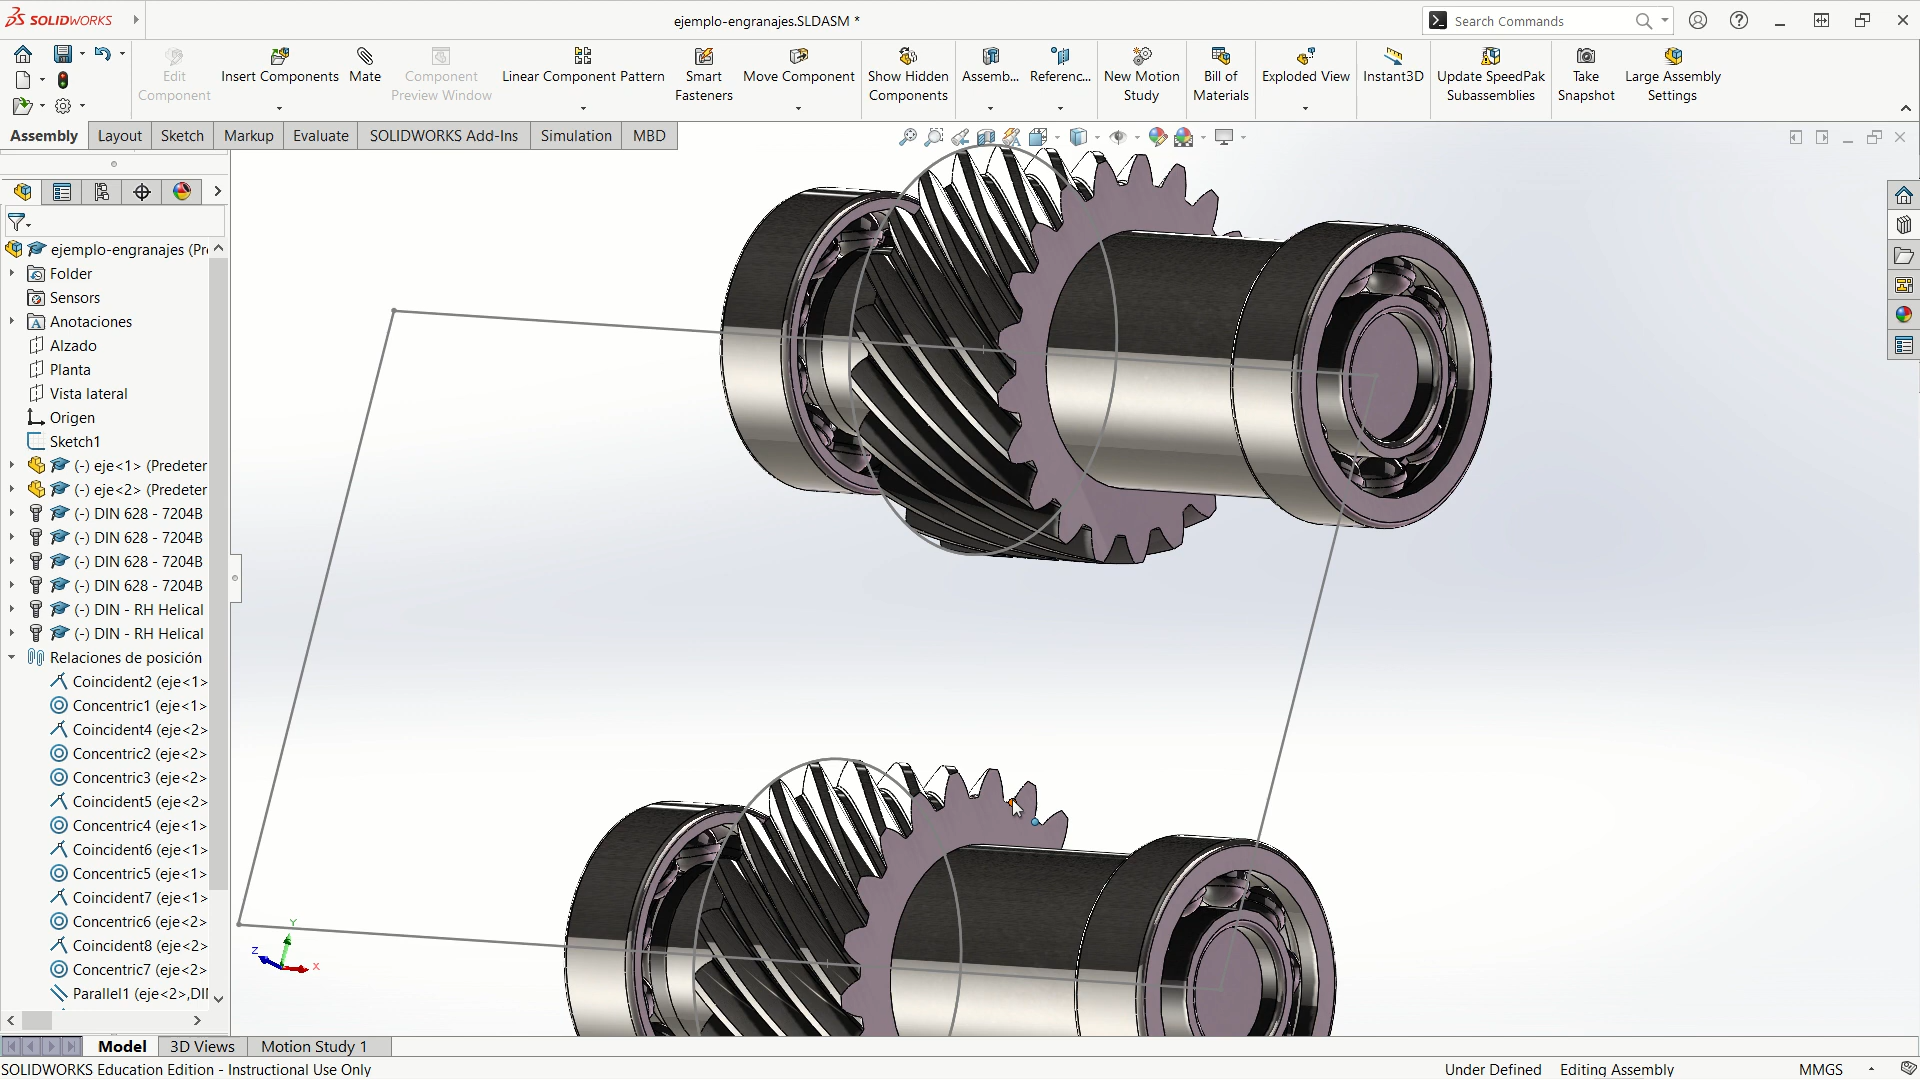 SOLIDWORKS
ejemplo-engranajes.SLDASM *
Search Commands
Edit Component
Insert Components
Mate
Component Preview Window
Linear Component Pattern
Smart Fasteners
Move Component
Show Hidden Components
Assemb...
Referenc...
New Motion Study
Bill of Materials
Exploded View
Instant3D
Update SpeedPak Subassemblies
Take Snapshot
Large Assembly Settings
Assembly
Layout
Sketch
Markup
Evaluate
SOLIDWORKS Add-Ins
Simulation
MBD
ejemplo-engranajes (Pr
Folder
Sensors
Anotaciones
Alzado
Planta
Vista lateral
Origen
Sketch1
(-) eje<1> (Predeter
(-) eje<2> (Predeter
(-) DIN 628 - 7204B
(-) DIN 628 - 7204B
(-) DIN 628 - 7204B
(-) DIN 628 - 7204B
(-) DIN - RH Helical
(-) DIN - RH Helical
Relaciones de posición
Coincident2 (eje<1>
Concentric1 (eje<1>
Coincident4 (eje<2>
Concentric2 (eje<2>
Concentric3 (eje<2>
Coincident5 (eje<2>
Concentric4 (eje<1>
Coincident6 (eje<1>
Concentric5 (eje<1>
Coincident7 (eje<1>
Concentric6 (eje<2>
Coincident8 (eje<2>
Concentric7 (eje<2>
Parallel1 (eje<2>,DI
Y
Z
X
Model
3D Views
Motion Study 1
SOLIDWORKS Education Edition - Instructional Use Only
Under Defined
Editing Assembly
MMGS